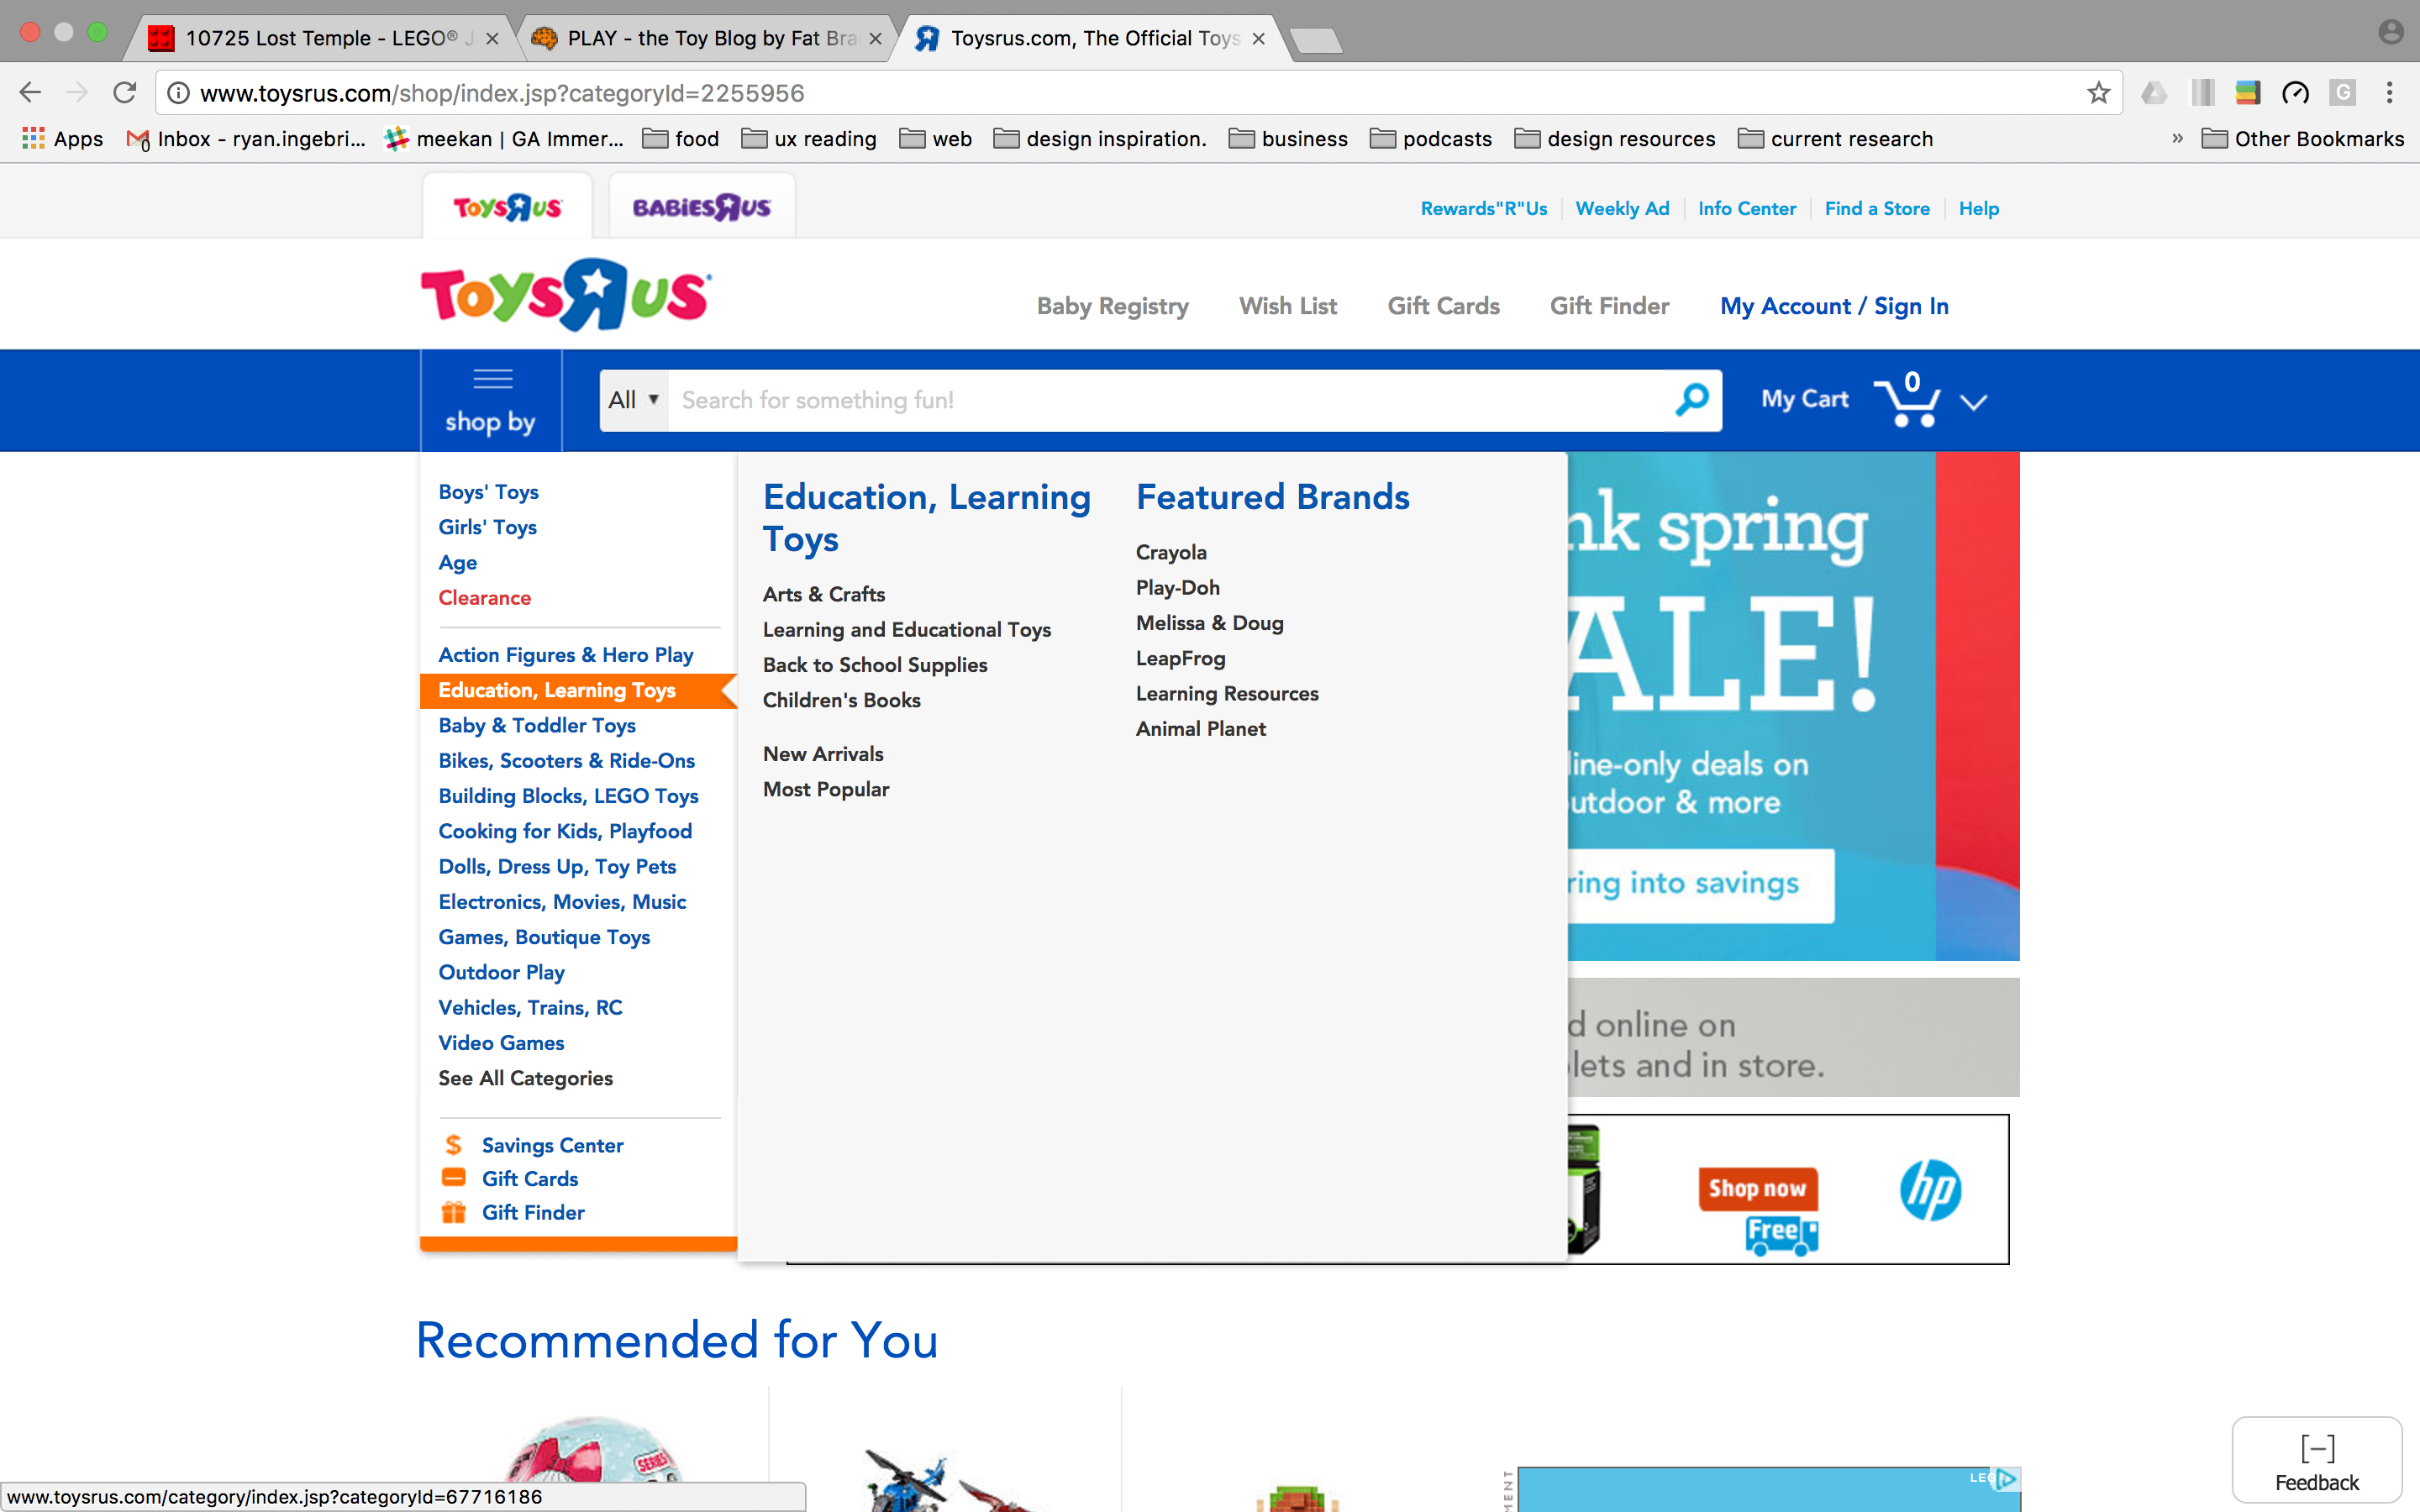 10725 Lost Temple - LEGO® J
PLAY - the Toy Blog by Fat Brai
Toysrus.com, The Official Toys
www.toysrus.com/shop/index.jsp?categoryId=2255956
Apps
Inbox - ryan.ingebri...
meekan | GA Immer...
food
ux reading
web
design inspiration.
business
podcasts
design resources
current research
»
Other Bookmarks
ToysRus
BabiesRus
Rewards"R"Us
Weekly Ad
Info Center
Find a Store
Help
ToysRus
Baby Registry
Wish List
Gift Cards
Gift Finder
My Account / Sign In
shop by
All
Search for something fun!
My Cart
0
Boys' Toys
Girls' Toys
Age
Clearance
Action Figures & Hero Play
Education, Learning Toys
Baby & Toddler Toys
Bikes, Scooters & Ride-Ons
Building Blocks, LEGO Toys
Cooking for Kids, Playfood
Dolls, Dress Up, Toy Pets
Electronics, Movies, Music
Games, Boutique Toys
Outdoor Play
Vehicles, Trains, RC
Video Games
See All Categories
$ Savings Center
Gift Cards
Gift Finder
Education, Learning
Toys
Arts & Crafts
Learning and Educational Toys
Back to School Supplies
Children's Books
New Arrivals
Most Popular
Featured Brands
Crayola
Play-Doh
Melissa & Doug
LeapFrog
Learning Resources
Animal Planet
nk spring
ALE!
line-only deals on
utdoor & more
ring into savings
d online on
lets and in store.
Shop now
Free
hp
Recommended for You
SERIES
LEG
[-]
Feedback
www.toysrus.com/category/index.jsp?categoryId=67716186